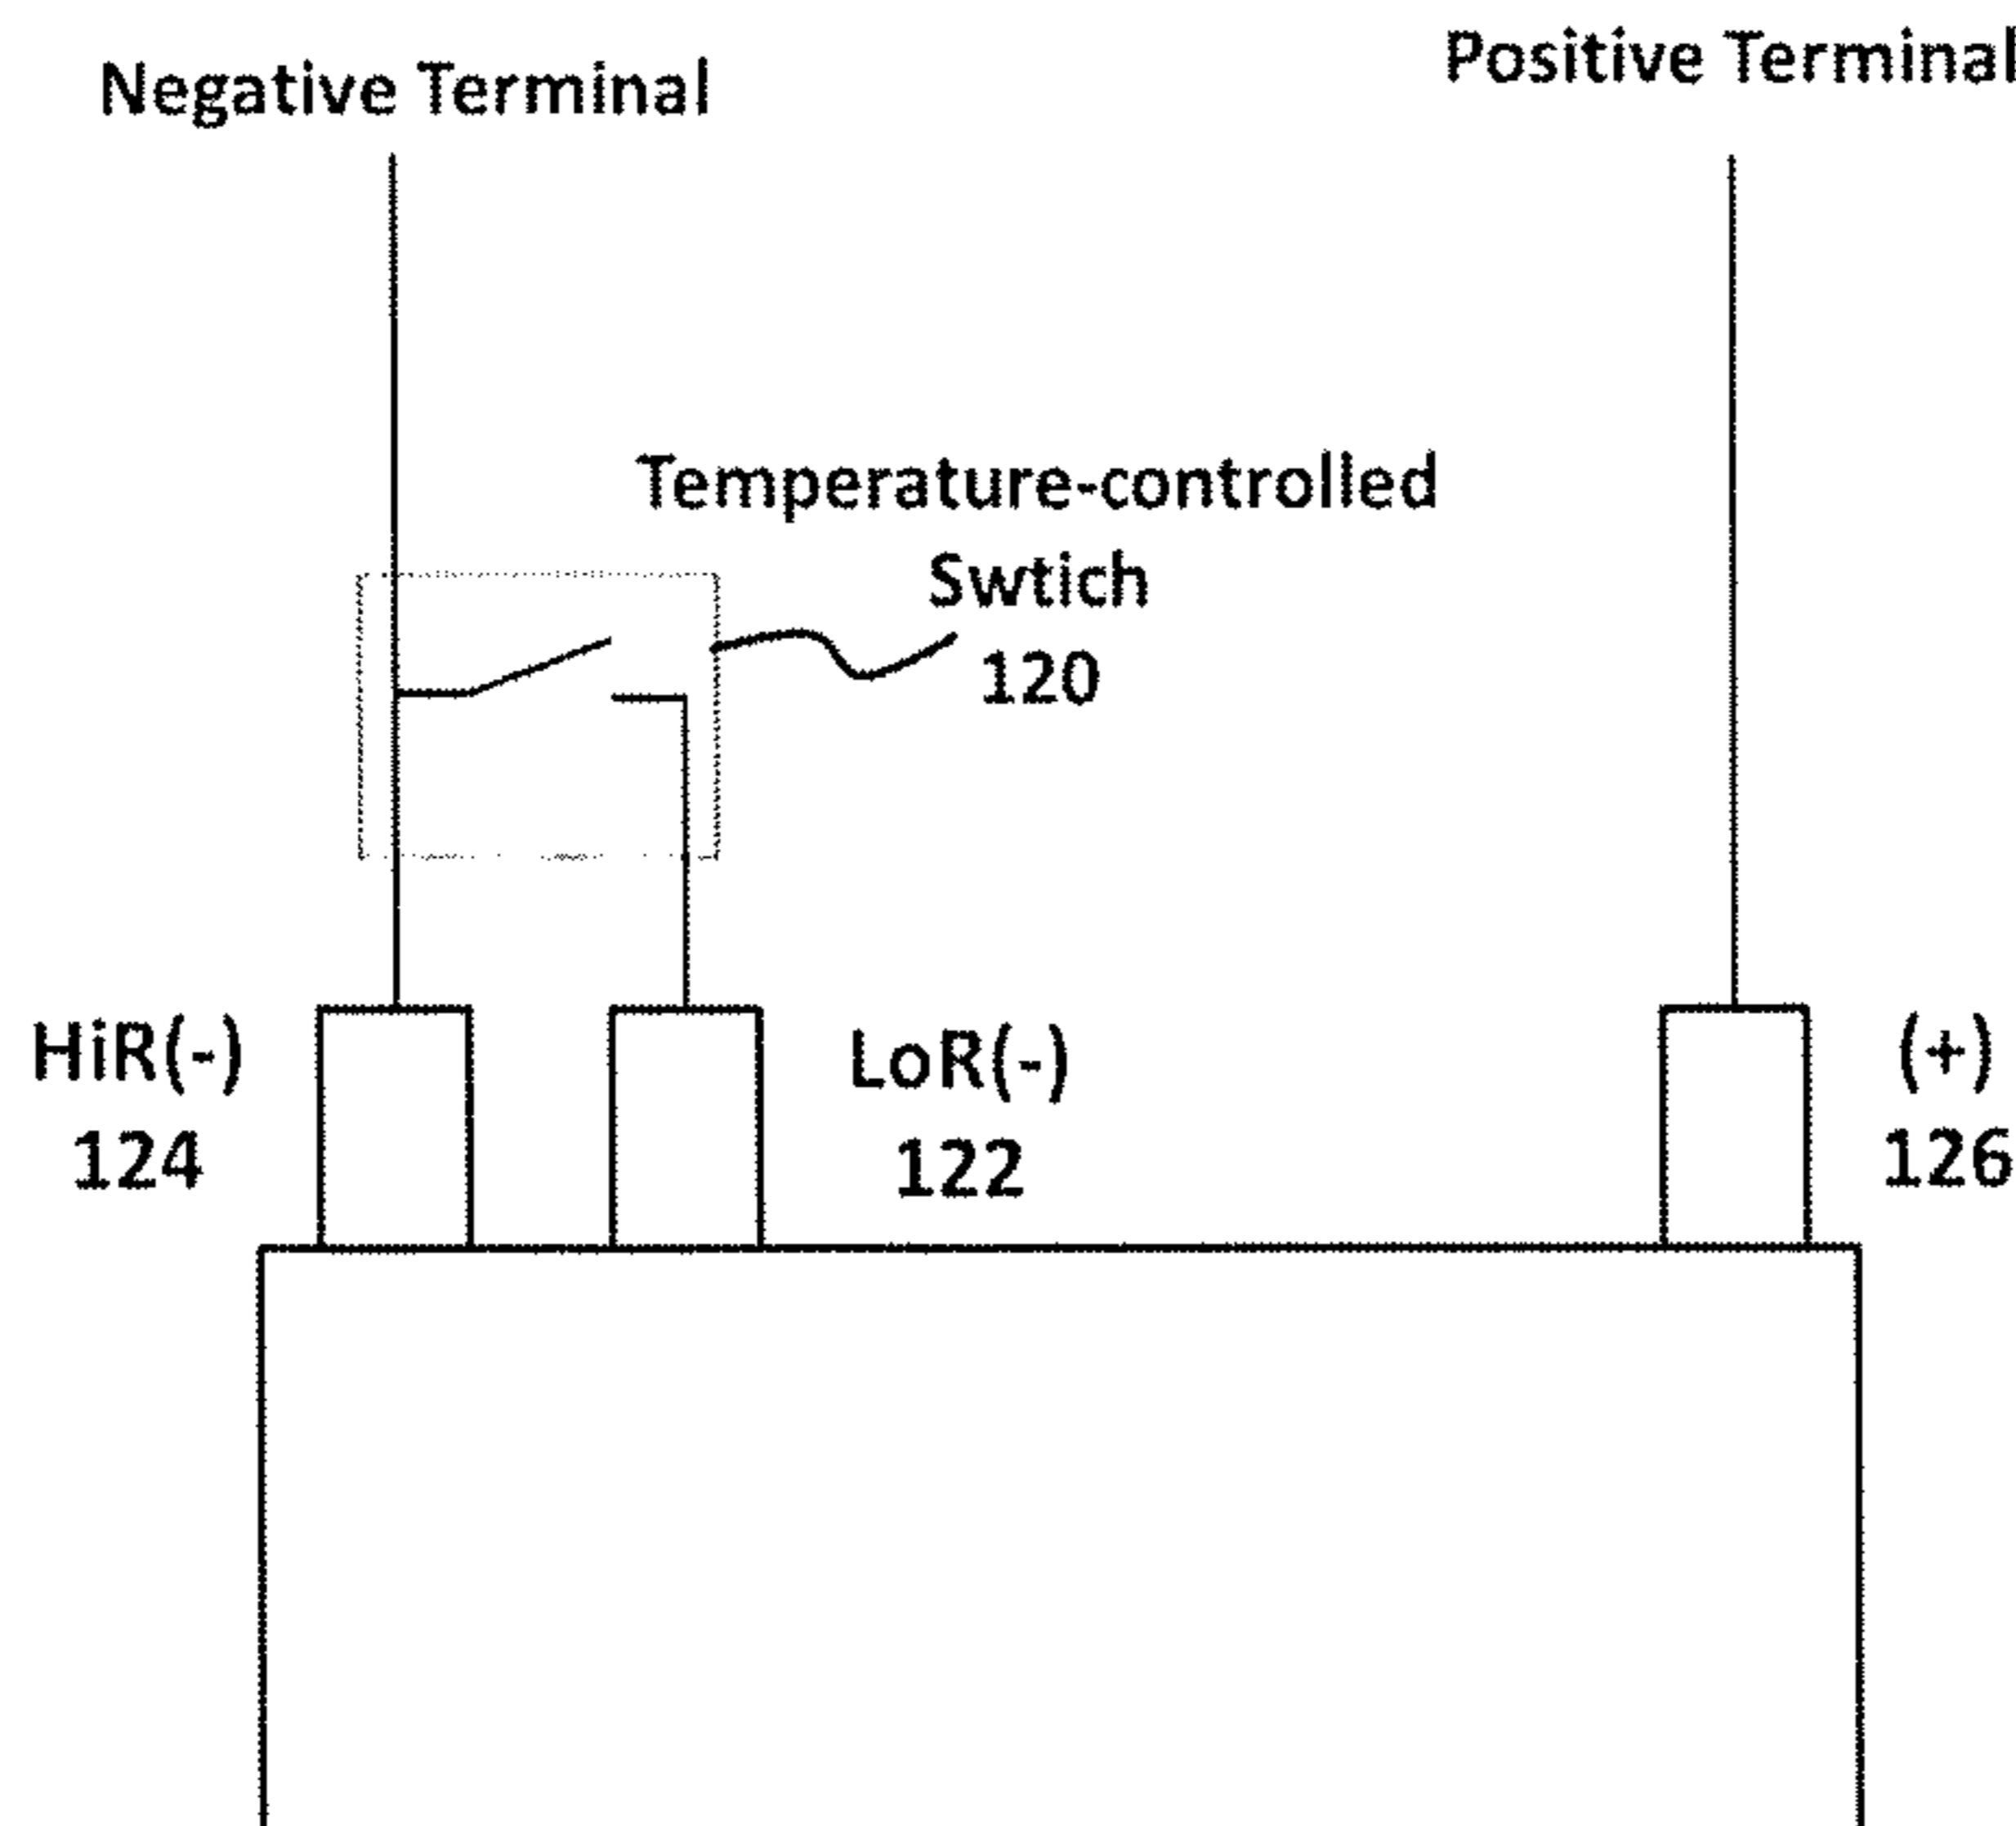 Negative Terminal
Positive Terminal
Temperature-controlled
Swtich
120
HiR(-)
124
LoR(-)
122
(+)
126